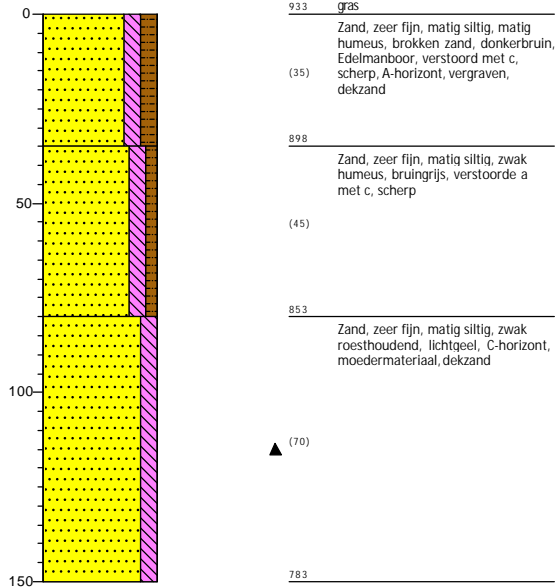 0
933 gras
Zand, zeer fijn, matig siltig, matig
humeus, brokken zand, donkerbruin,
Edelmanboor, verstoord met c,
(35)
scherp, A-horizont, vergraven,
dekzand
898
Zand, zeer fijn, matig siltig, zwak
humeus, bruingrijs, verstoorde a
met c, scherp
50
(45)
853
Zand, zeer fijn, matig siltig, zwak
roesthoudend, lichtgeel, C-horizont,
moedermateriaal, dekzand
100
(70)
150
783